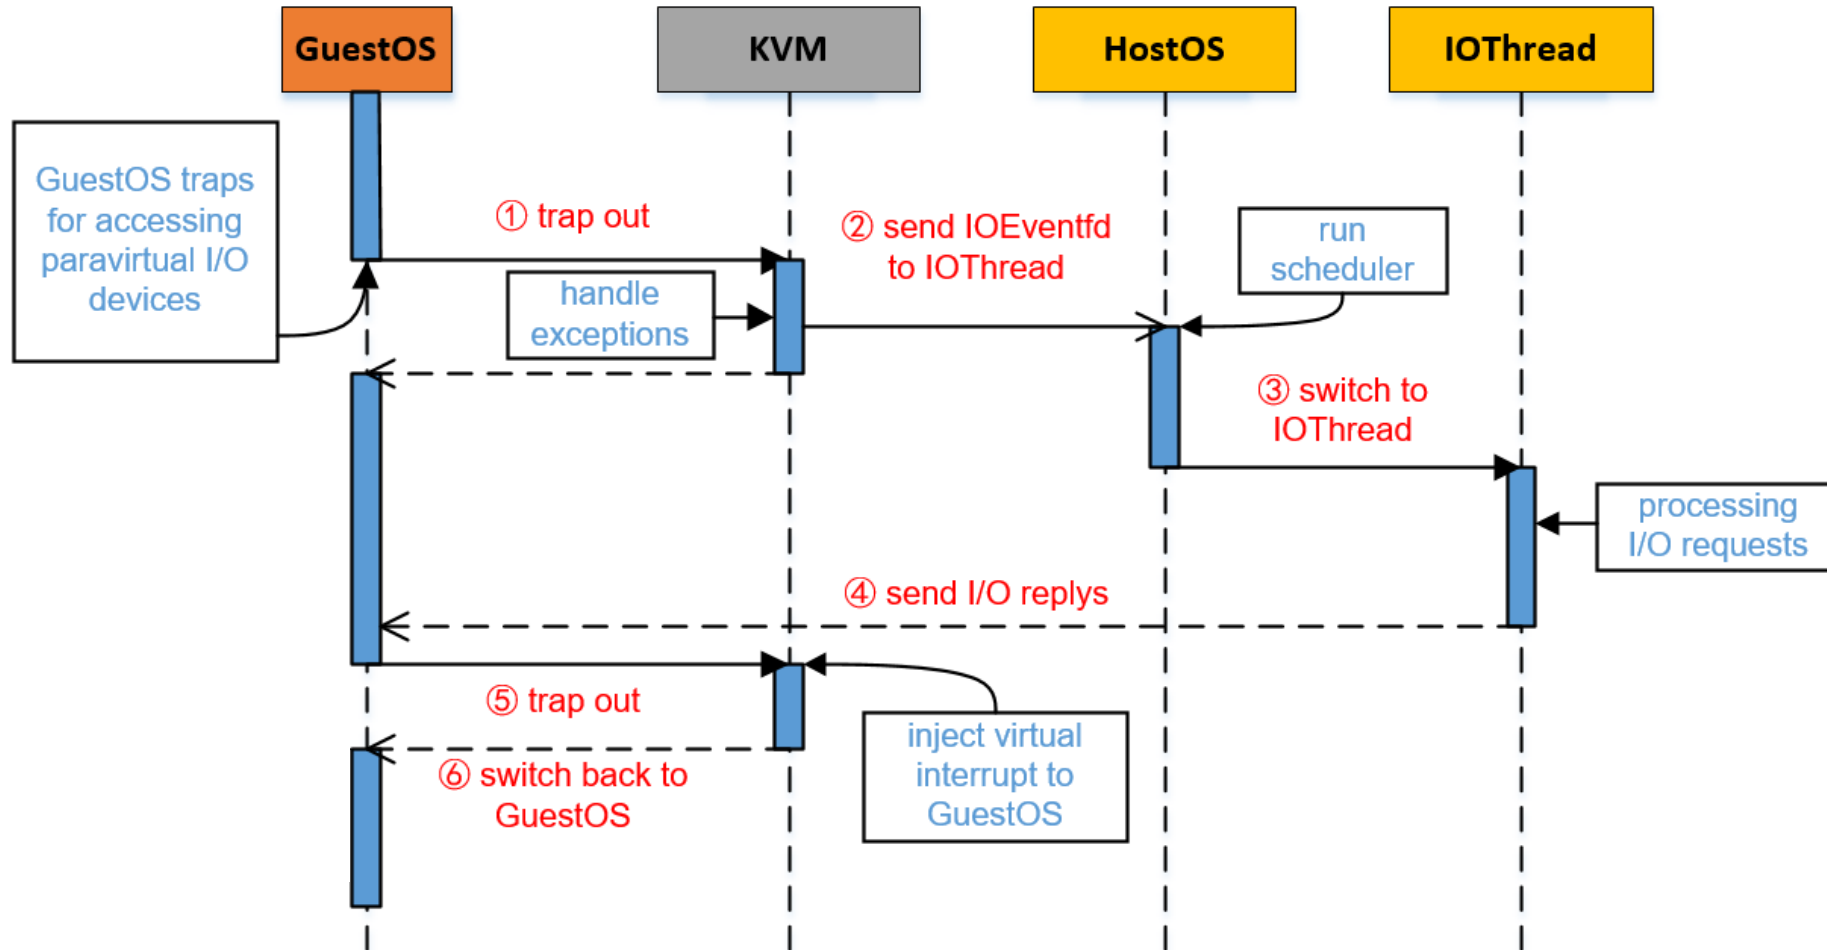 GuestOS
KVM
HostOS
IOThread
GuestOS traps
for accessing
paravirtual I/O
devices
① trap out
② send IOEventfd
to IOThread
run
scheduler
handle
exceptions
③ switch to
IOThread
processing
I/O requests
④ send I/O replys
⑤ trap out
inject virtual
interrupt to
GuestOS
⑥ switch back to
GuestOS